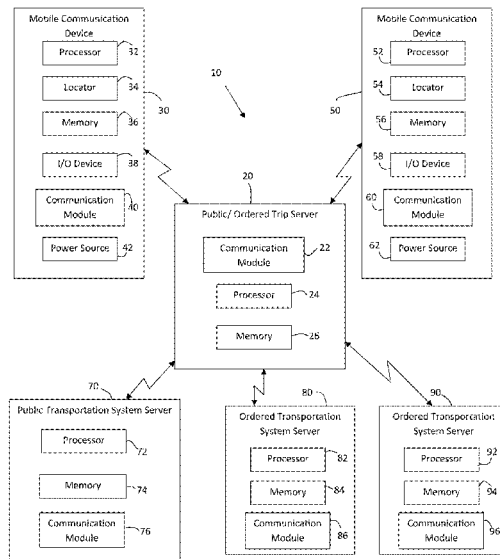 Mobile Communication
Device
Processor
32
Locator
34
Memory
36
30
I/O Device
38
Communication
Module
40
Power Source
42
10
Mobile Communication
Device
52
Processor
54
Locator
50
56
Memory
58
I/O Device
60
Communication
Module
62
Power Source
20
Public/ Ordered Trip Server
Communication
Module
22
Processor
24
Memory
26
70
Public Transportation System Server
Processor
72
Memory
74
Communication
Module
76
80
Ordered Transportation
System Server
Processor
82
Memory
84
Communication
Module
86
90
Ordered Transportation
System Server
Processor
92
Memory
94
Communication
Module
96